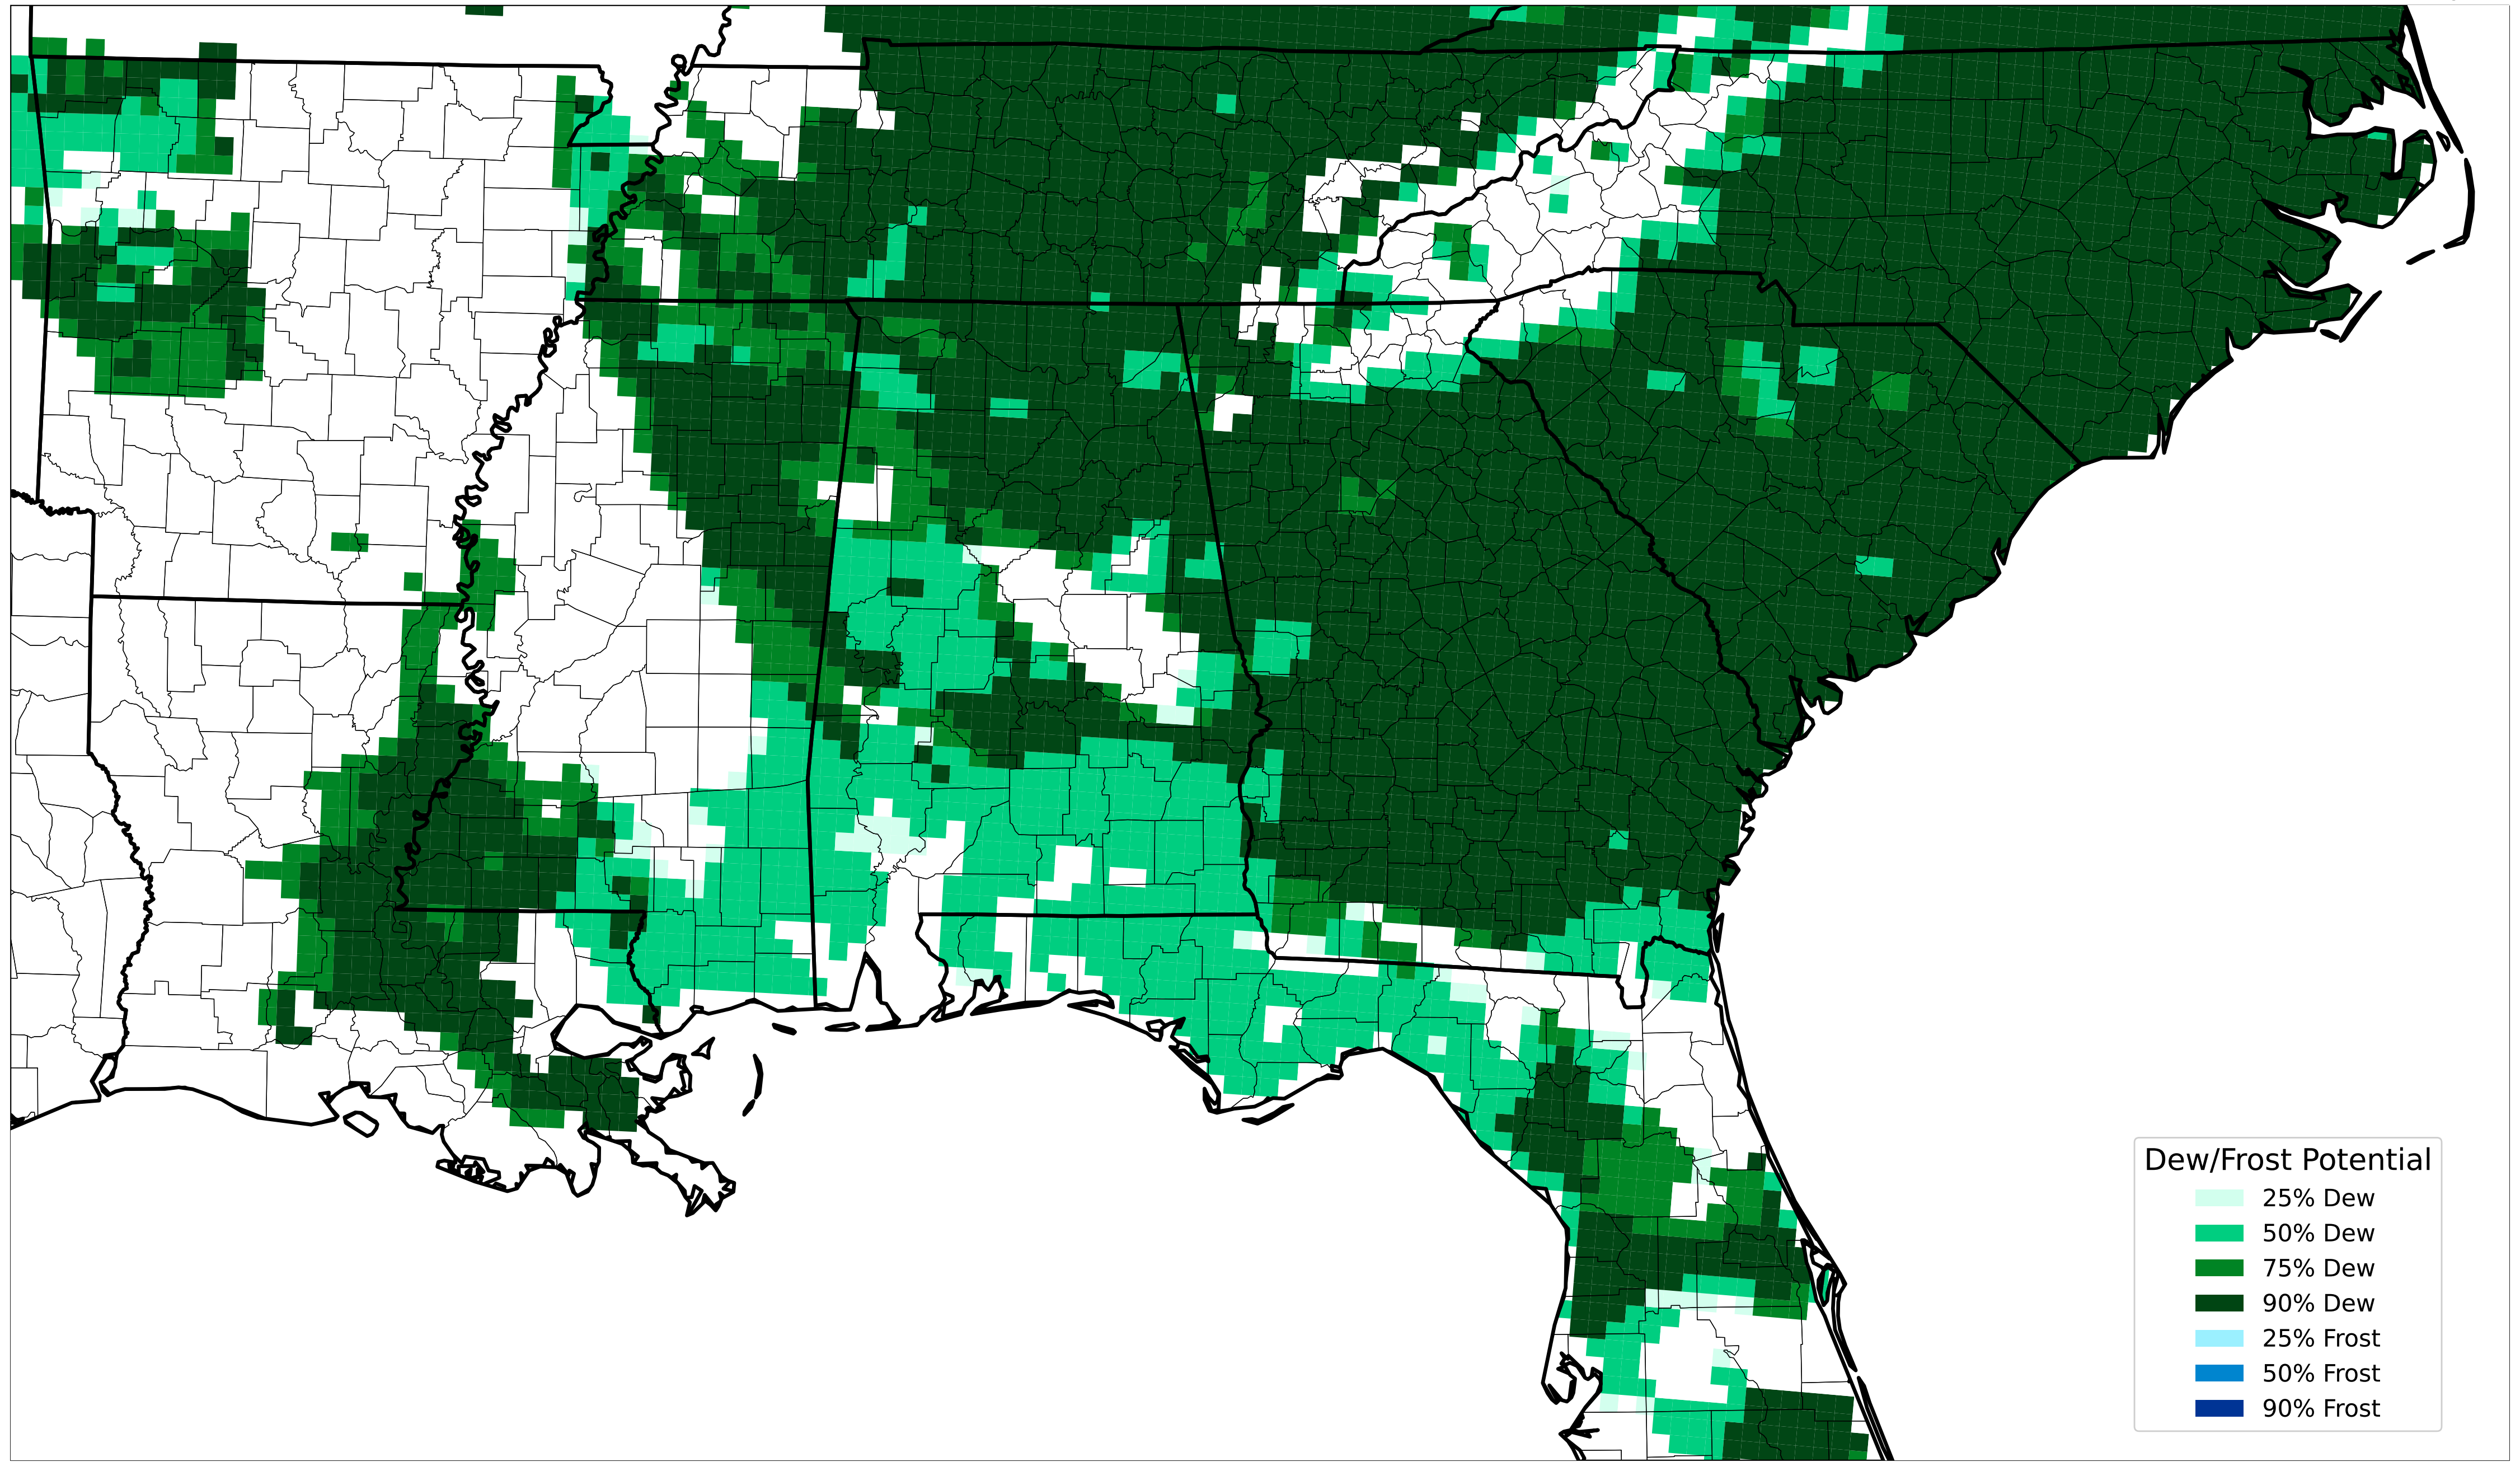 Dew/Frost Potential
25% Dew
50% Dew
75% Dew
90% Dew
25% Frost
50% Frost
90% Frost